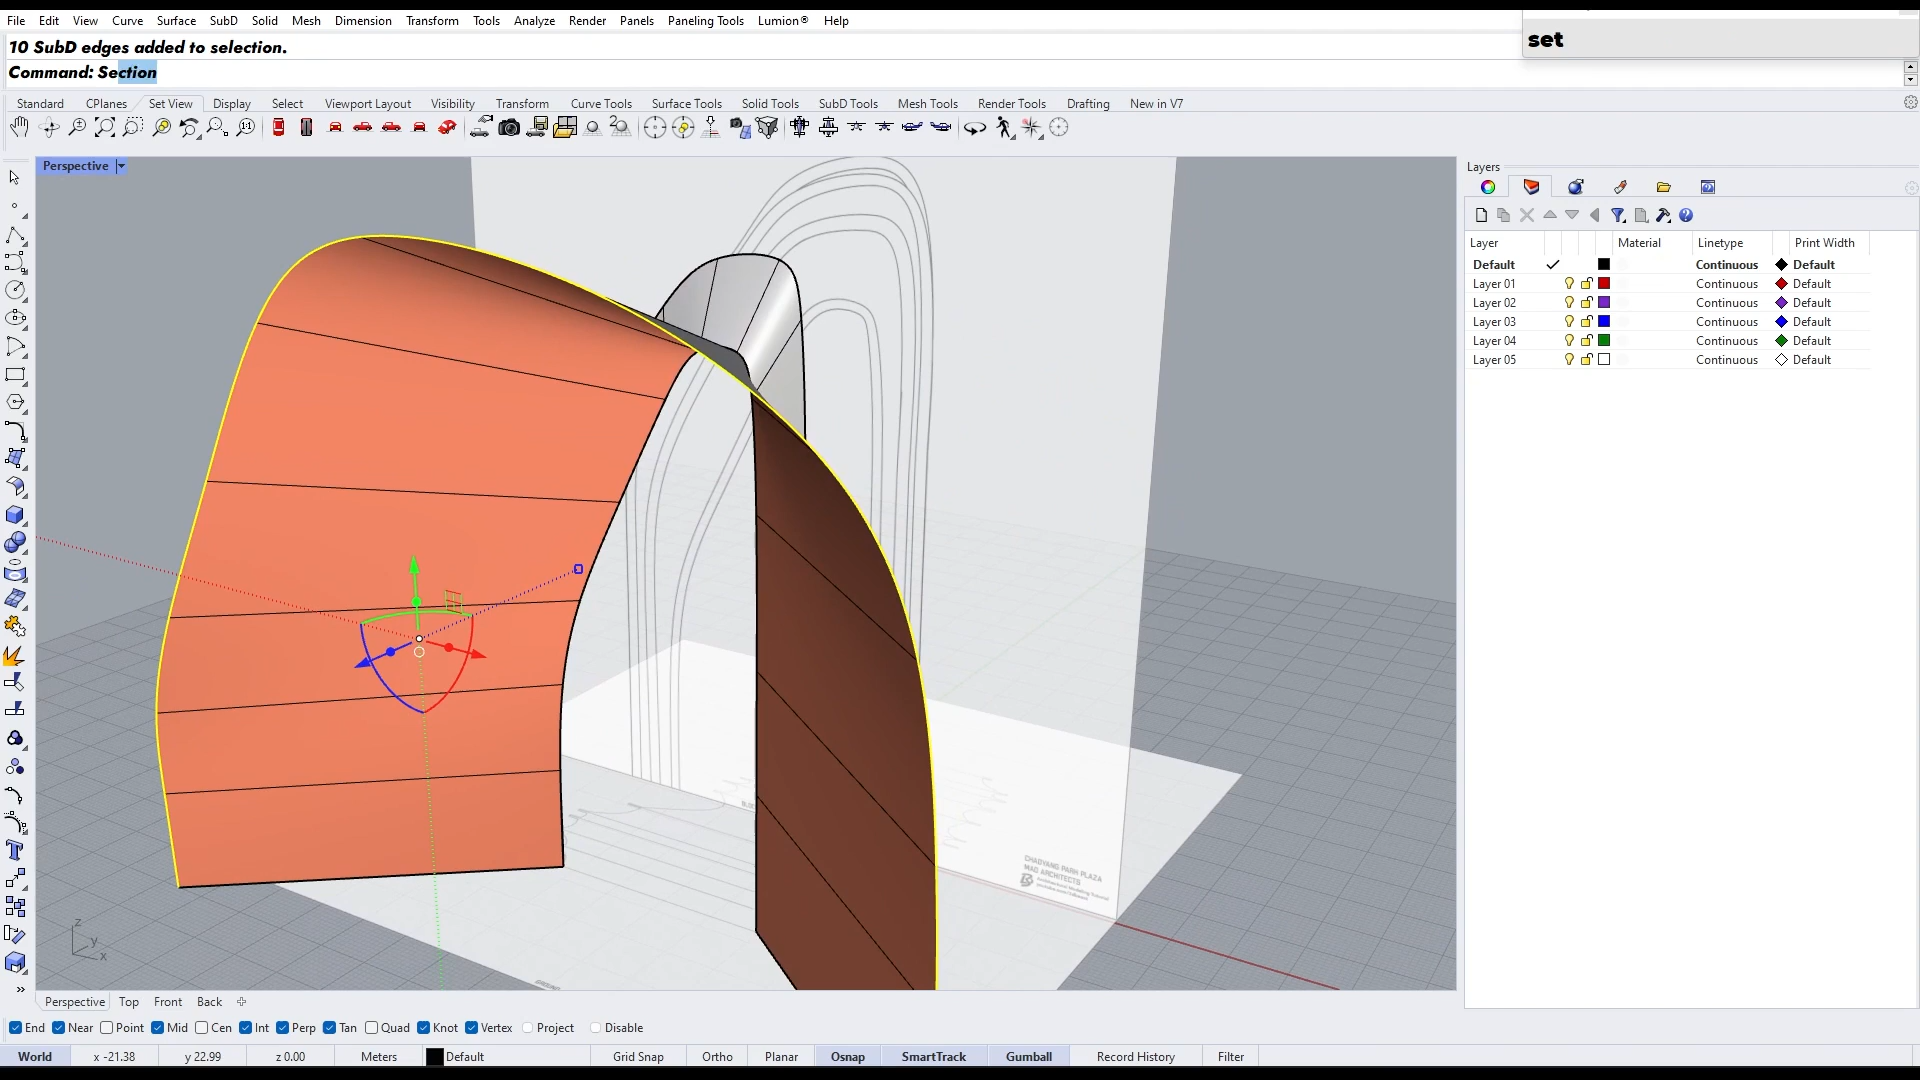 File Edit View Curve Surface SubD Solid Mesh Dimension Transform Tools Analyze Render Panels Paneling Tools Lumion® Help
set
10 SubD edges added to selection.
Command: Section
Standard CPlanes Set View Display Select Viewport Layout Visibility Transform Curve Tools Surface Tools Solid Tools SubD Tools Mesh Tools Render Tools Drafting New in V7
Perspective
Layers
Layer Material Linetype Print Width
Default Continuous Default
Layer 01 Continuous Default
Layer 02 Continuous Default
Layer 03 Continuous Default
Layer 04 Continuous Default
Layer 05 Continuous Default
CHAOYANG PARK PLAZA
MAD ARCHITECTS
z
y
x
Perspective Top Front Back
End Near Point Mid Cen Int Perp Tan Quad Knot Vertex Project Disable
World x -21.38 y 22.99 z 0.00 Meters Default Grid Snap Ortho Planar Osnap SmartTrack Gumball Record History Filter